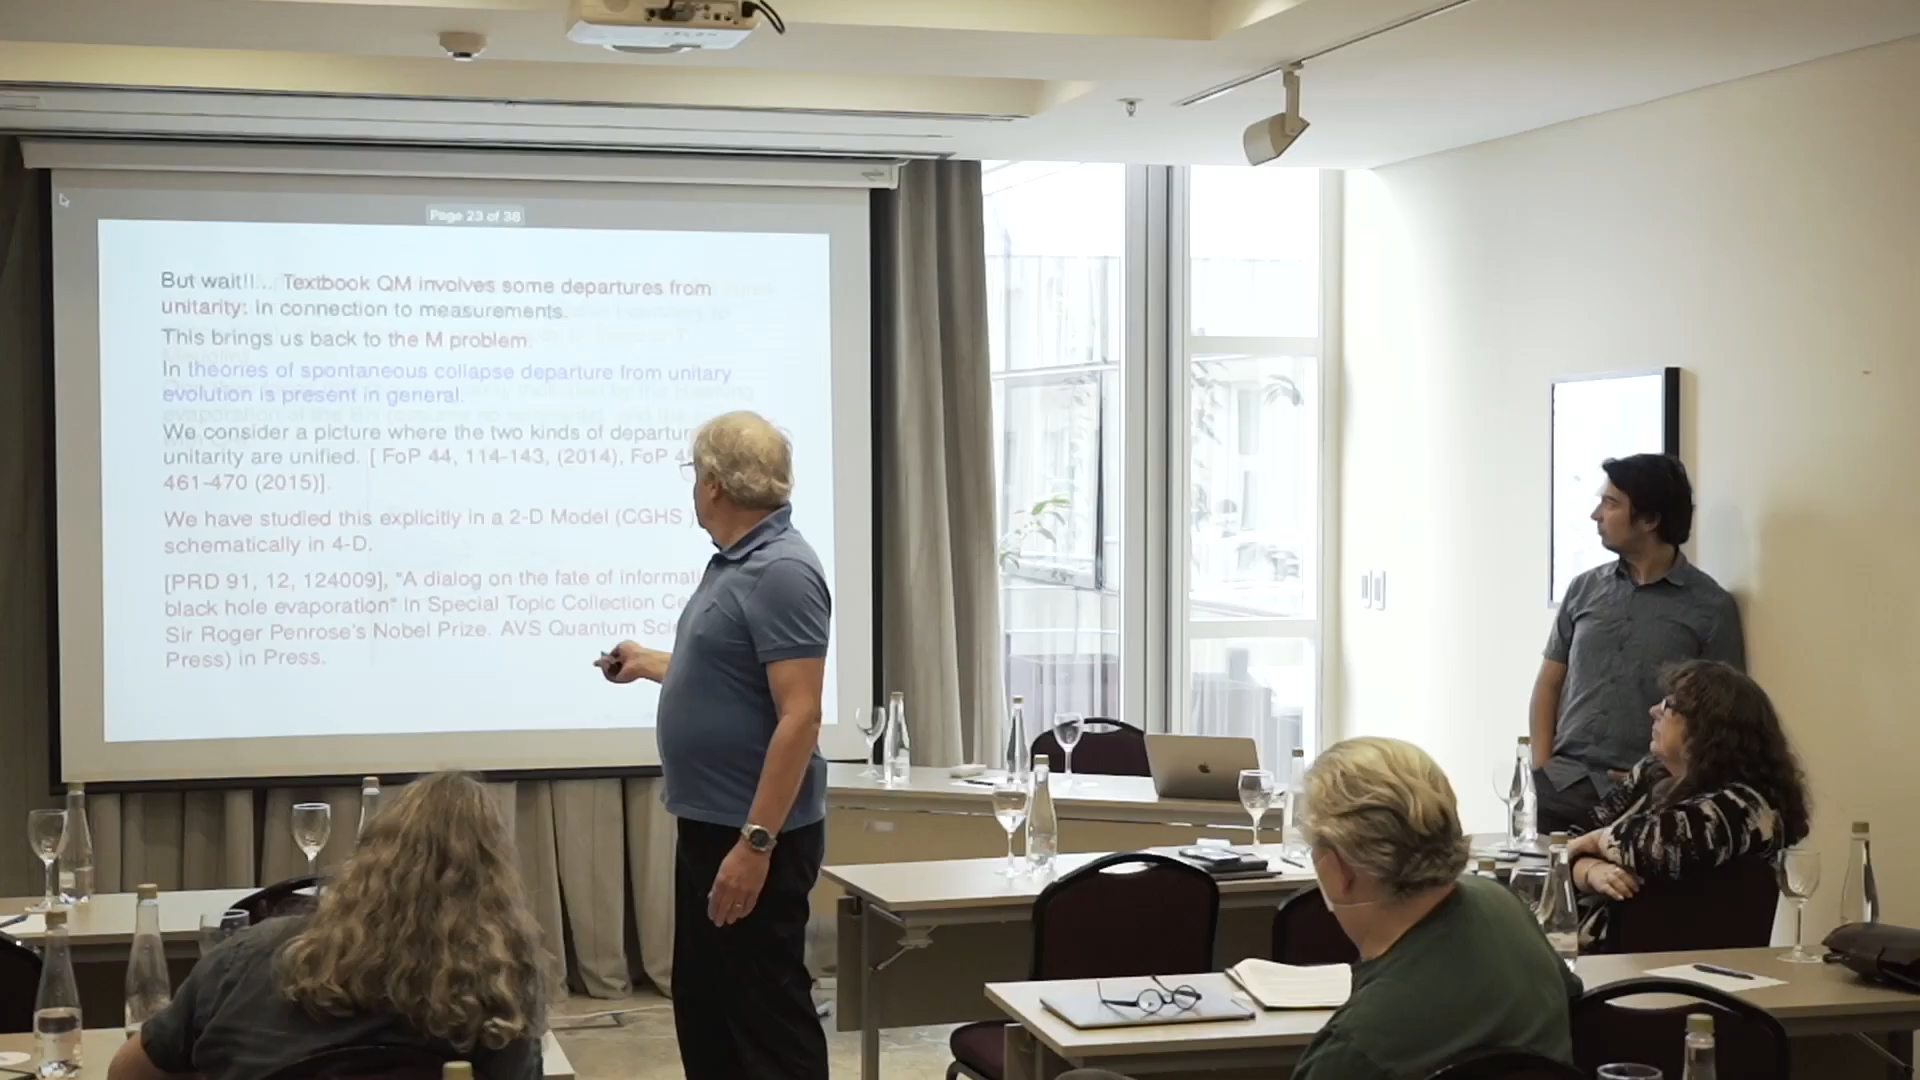 Page 23 of 38
But wait!!... Textbook QM involves some departures from
unitarity: In connection to measurements.
This brings us back to the M problem.
In theories of spontaneous collapse departure from unitary
evolution is present in general.
We consider a picture where the two kinds of
unitarity are unified. [ FoP 44, 114-143, (2014), FoP
461-470 (2015)].
We have studied this explicitly in a 2-D Model (CGHS )
schematically in 4-D.
[PRD 91, 12, 124009], "A dialog on the fate of
black hole evaporation" in Special Topic Collection
Sir Roger Penrose's Nobel Prize. AVS Quantum
Press) in Press.